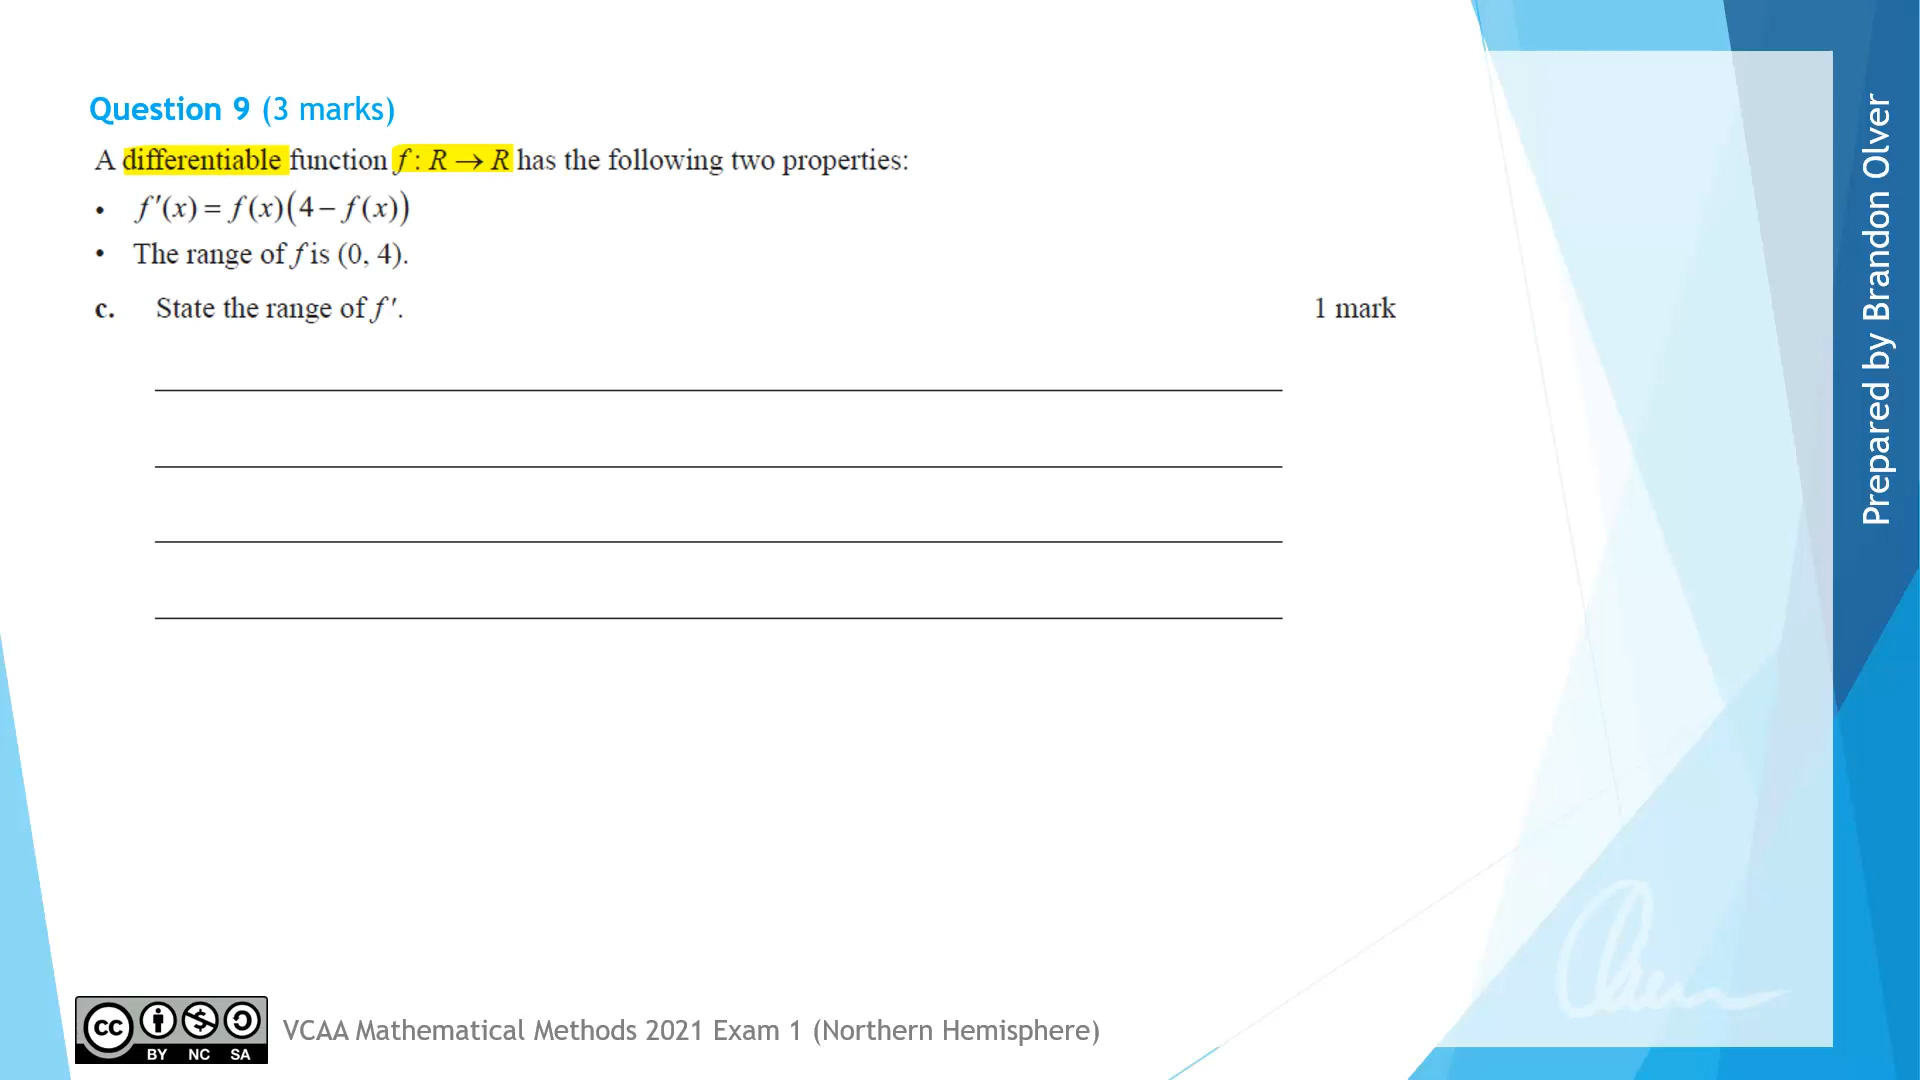 Question 9 (3 marks)
A differentiable function f : R → R has the following two properties:
• f′(x) = f(x)(4 − f(x))
• The range of f is (0, 4).
c. State the range of f′. 1 mark
Prepared by Brandon Olver
CC BY NC SA
VCAA Mathematical Methods 2021 Exam 1 (Northern Hemisphere)